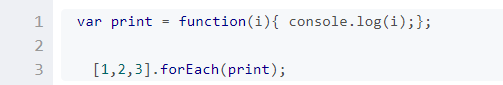 1 var print = function(i){ console.log(i);};
2
3 [1,2,3].forEach(print);